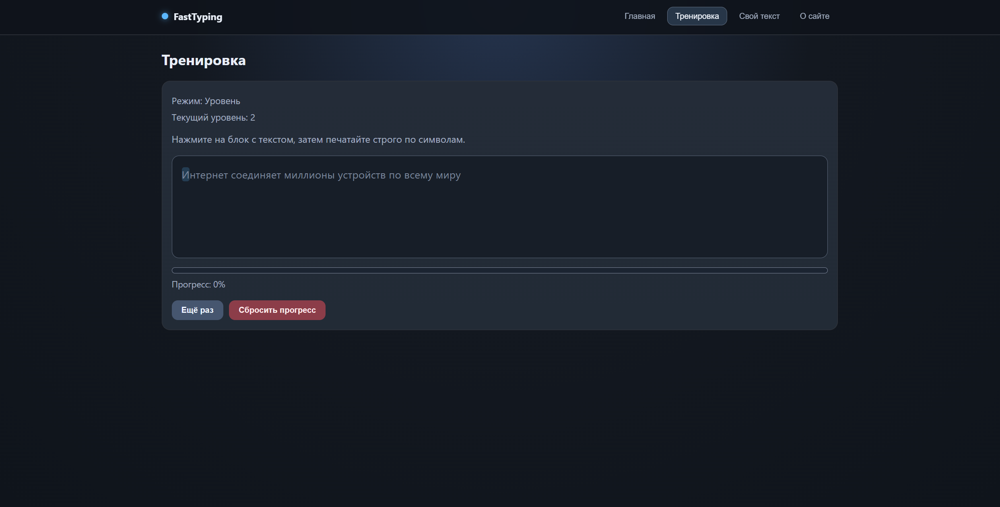 FastTyping
Главная
Тренировка
Свой текст
О сайте
Тренировка
Режим: Уровень
Текущий уровень: 2
Нажмите на блок с текстом, затем печатайте строго по символам.
Интернет соединяет миллионы устройств по всему миру
Прогресс: 0%
Ещё раз
Сбросить прогресс